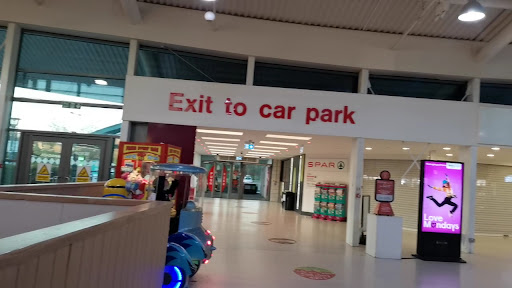 Exit to car park
SPAR
Love
Mondays